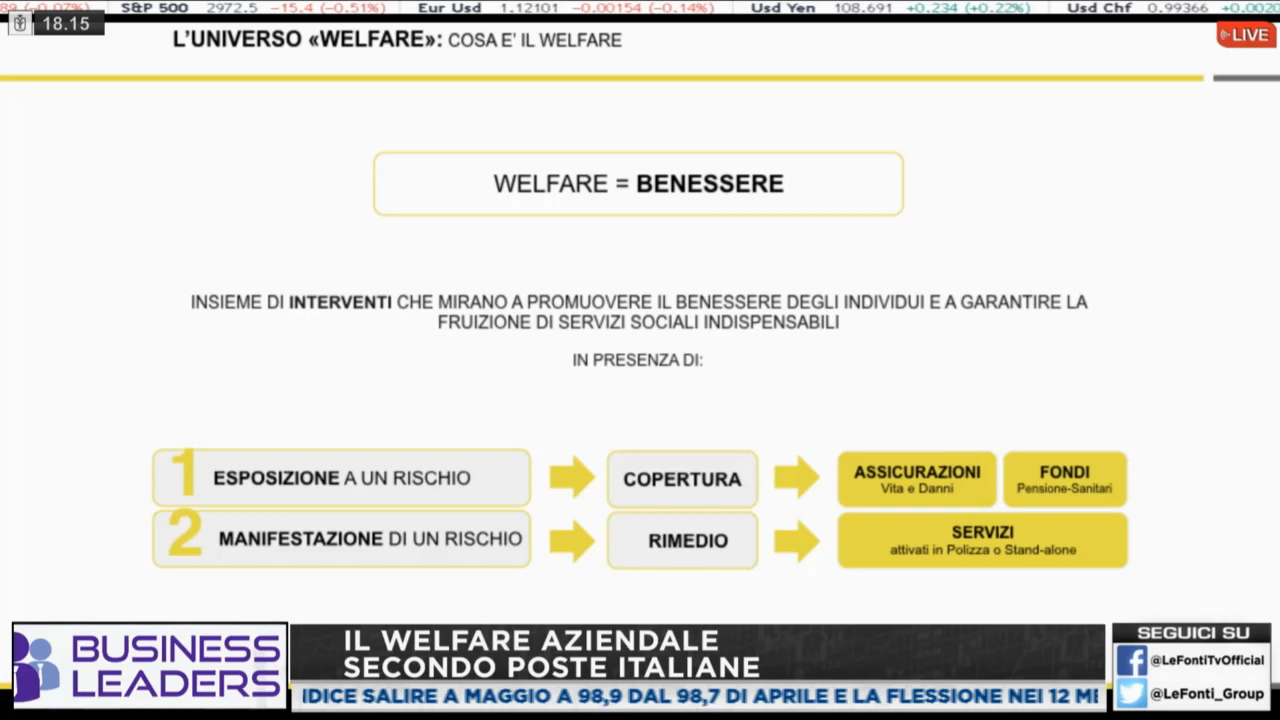 89 (-0.07%) S&P 500 2972.5 -15.4 (-0.51%) Eur Usd 1.12101 -0.00154 (-0.14%) Usd Yen 108.691 +0.234 (+0.22%) Usd Chf 0.99366 +0.0020
18.15
L'UNIVERSO «WELFARE»: COSA E' IL WELFARE
LIVE
WELFARE = BENESSERE
INSIEME DI INTERVENTI CHE MIRANO A PROMUOVERE IL BENESSERE DEGLI INDIVIDUI E A GARANTIRE LA
FRUIZIONE DI SERVIZI SOCIALI INDISPENSABILI
IN PRESENZA DI:
1 ESPOSIZIONE A UN RISCHIO
COPERTURA
ASSICURAZIONI
Vita e Danni
FONDI
Pensione-Sanitari
2 MANIFESTAZIONE DI UN RISCHIO
RIMEDIO
SERVIZI
attivati in Polizza o Stand-alone
BUSINESS
LEADERS
IL WELFARE AZIENDALE
SECONDO POSTE ITALIANE
IDICE SALIRE A MAGGIO A 98,9 DAL 98,7 DI APRILE E LA FLESSIONE NEI 12 ME
SEGUICI SU
@LeFontiTvOfficial
@LeFonti_Group